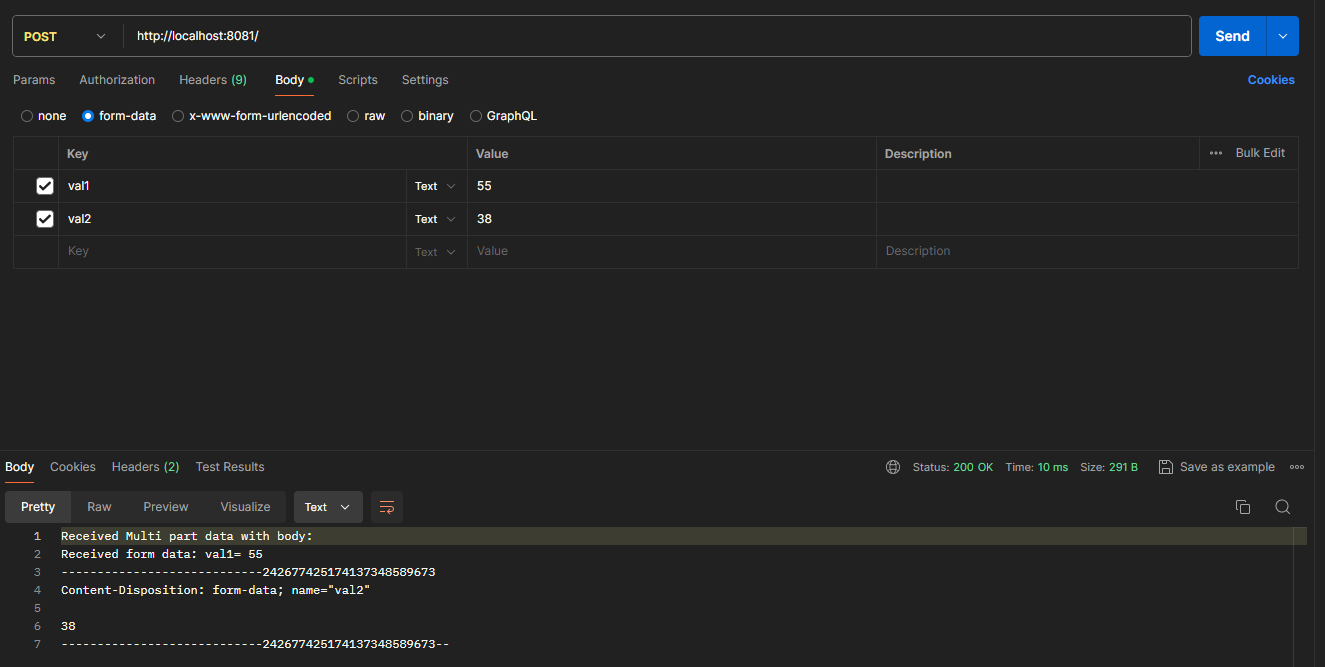 POST http://localhost:8081/ Send
Params Authorization Headers (9) Body Scripts Settings Cookies
none form-data x-www-form-urlencoded raw binary GraphQL
Key Value Description Bulk Edit
val1 Text 55
val2 Text 38
Key Text Value Description
Body Cookies Headers (2) Test Results Status: 200 OK Time: 10 ms Size: 291 B Save as example
Pretty Raw Preview Visualize Text
1 Received Multi part data with body:
2 Received form data: val1= 55
3 ----------------------------242677425174137348589673
4 Content-Disposition: form-data; name="val2"
5
6 38
7 ----------------------------242677425174137348589673--